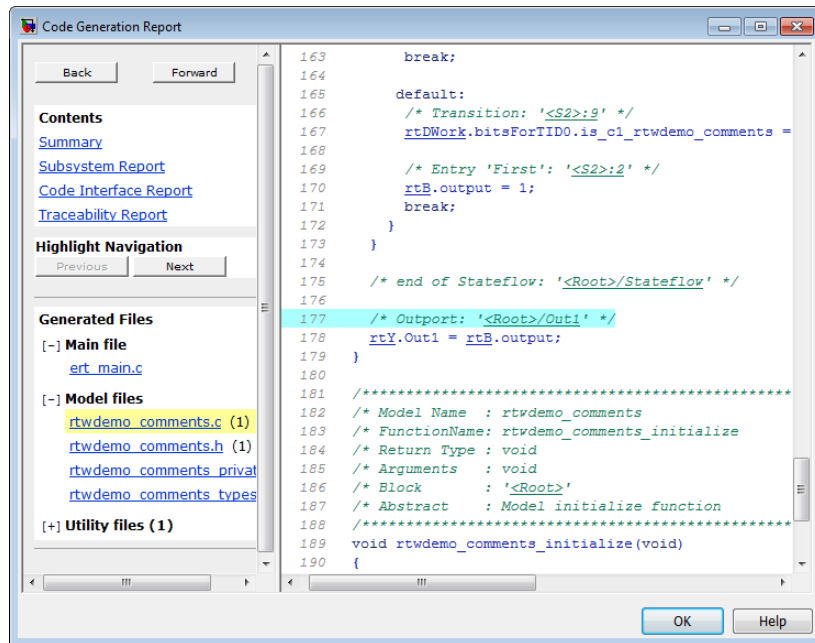 Code Generation Report
Back Forward
Contents
Summary
Subsystem Report
Code Interface Report
Traceability Report
Highlight Navigation
Previous Next
Generated Files
[-] Main file
ert_main.c
[-] Model files
rtwdemo_comments.c (1)
rtwdemo_comments.h (1)
rtwdemo_comments_privat
rtwdemo_comments_types
[+] Utility files (1)
163 break;
164
165 default:
166 /* Transition: '<S2>:9' */
167 rtDWork.bitsForTID0.is_c1_rtwdemo_comments =
168
169 /* Entry 'First': '<S2>:2' */
170 rtB.output = 1;
171 break;
172 }
173 }
174
175 /* end of Stateflow: '<Root>/Stateflow' */
176
177 /* Outport: '<Root>/Out1' */
178 rtY.Out1 = rtB.output;
179 }
180
181 /*****************************************************
182 /* Model Name : rtwdemo_comments
183 /* FunctionName: rtwdemo_comments_initialize
184 /* Return Type : void
185 /* Arguments : void
186 /* Block : '<Root>'
187 /* Abstract : Model initialize function
188 /*****************************************************
189 void rtwdemo_comments_initialize(void)
190 {
OK Help